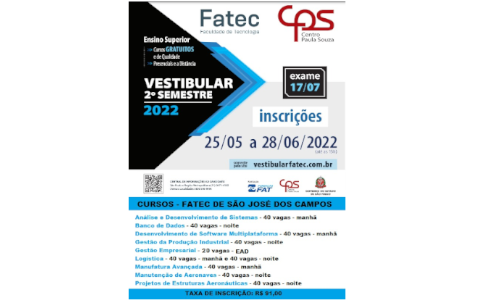 Fatec
Faculdade de Tecnologia
CPS
Centro
Paula Souza
Ensino Superior
Cursos GRATUITOS
e de Qualidade
Presenciais e a Distância
VESTIBULAR
2º SEMESTRE
2022
exame
17/07
inscrições
25/05 a 28/06/2022
vestibularfatec.com.br
FAT
CPS
CURSOS - FATEC DE SÃO JOSÉ DOS CAMPOS
Análise e Desenvolvimento de Sistemas - 40 vagas - manhã
Banco de Dados - 40 vagas - noite
Desenvolvimento de Software Multiplataforma - 40 vagas - manhã
Gestão da Produção Industrial - 40 vagas - noite
Gestão Empresarial - 20 vagas - EAD
Logística - 40 vagas - manhã e 40 vagas - noite
Manufatura Avançada - 40 vagas - manhã
Manutenção de Aeronaves - 40 vagas - noite
Projetos de Estruturas Aeronáuticas - 40 vagas - noite
TAXA DE INSCRIÇÃO: R$ 91,00